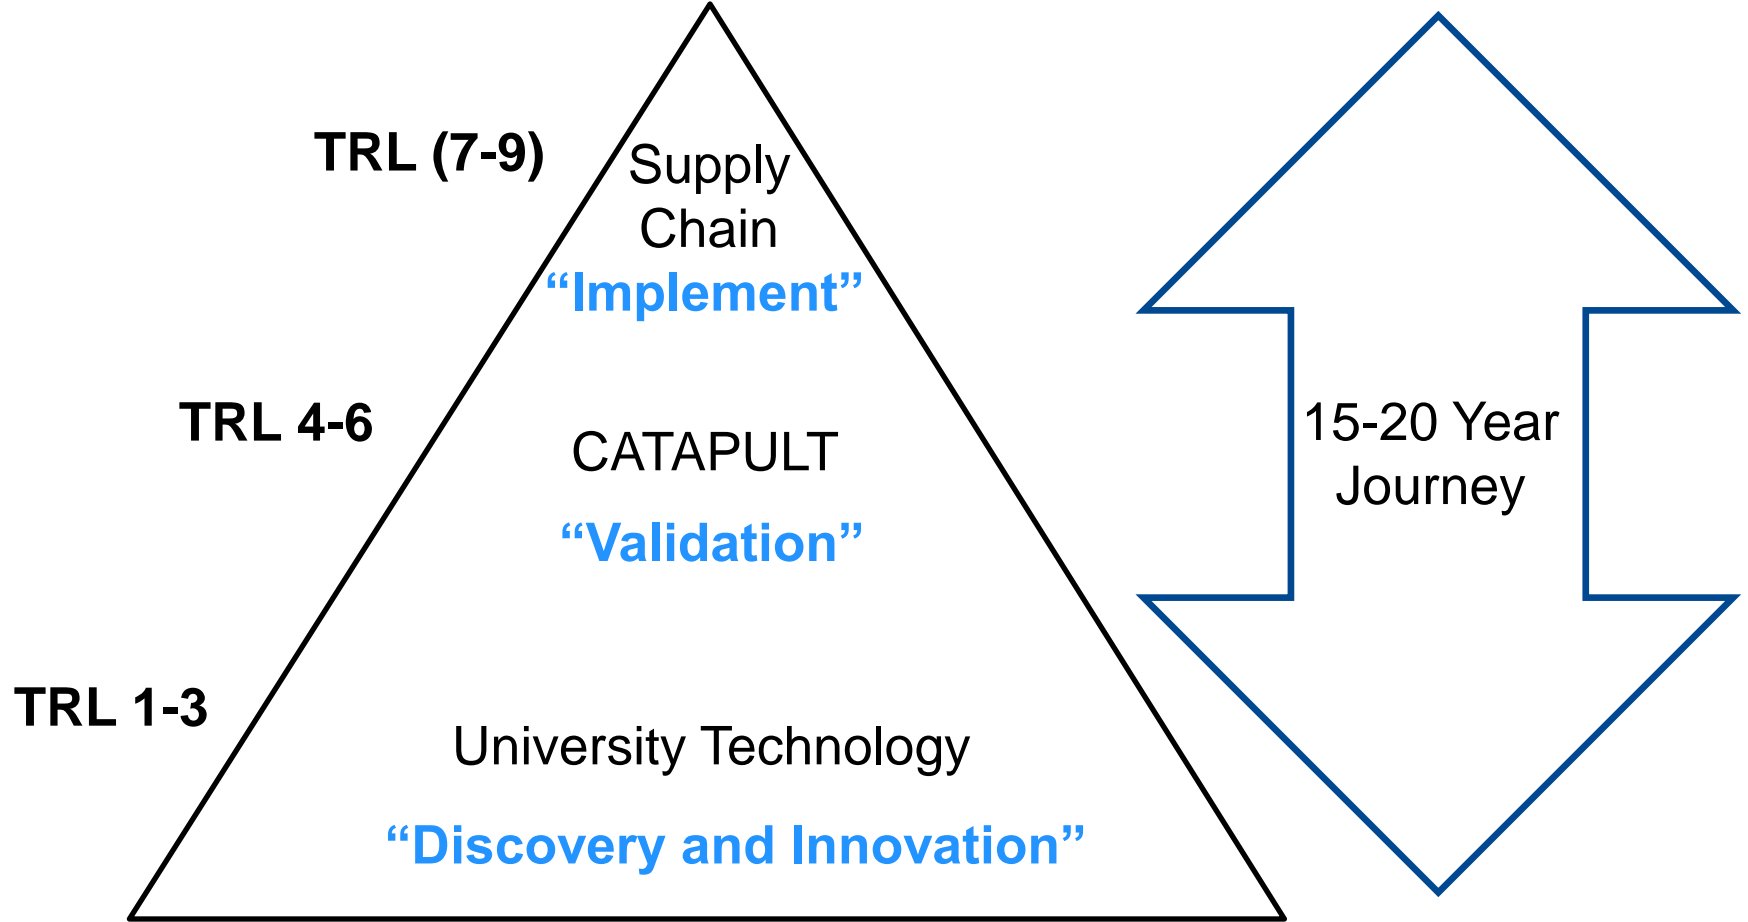 TRL (7-9)
Supply
Chain
“Implement”
TRL 4-6
CATAPULT
“Validation”
TRL 1-3
University Technology
“Discovery and Innovation”
15-20 Year
Journey